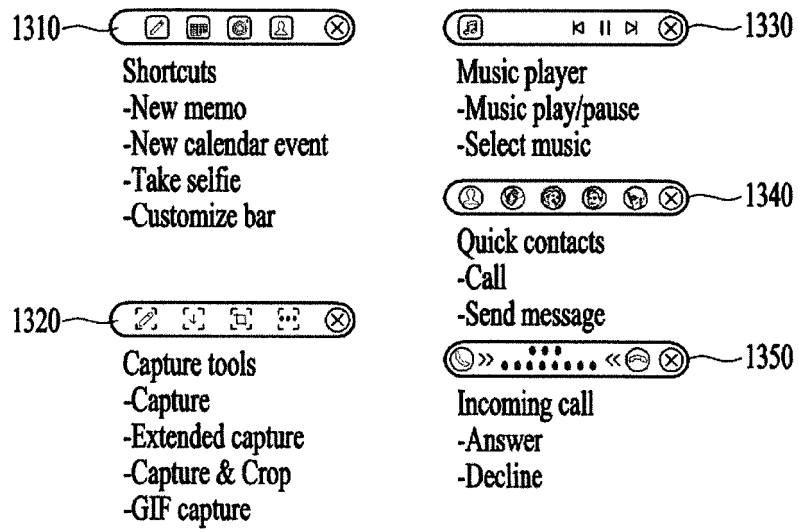 1310
Shortcuts
-New memo
-New calendar event
-Take selfie
-Customize bar
1320
Capture tools
-Capture
-Extended capture
-Capture & Crop
-GIF capture
1330
Music player
-Music play/pause
-Select music
1340
Quick contacts
-Call
-Send message
1350
Incoming call
-Answer
-Decline